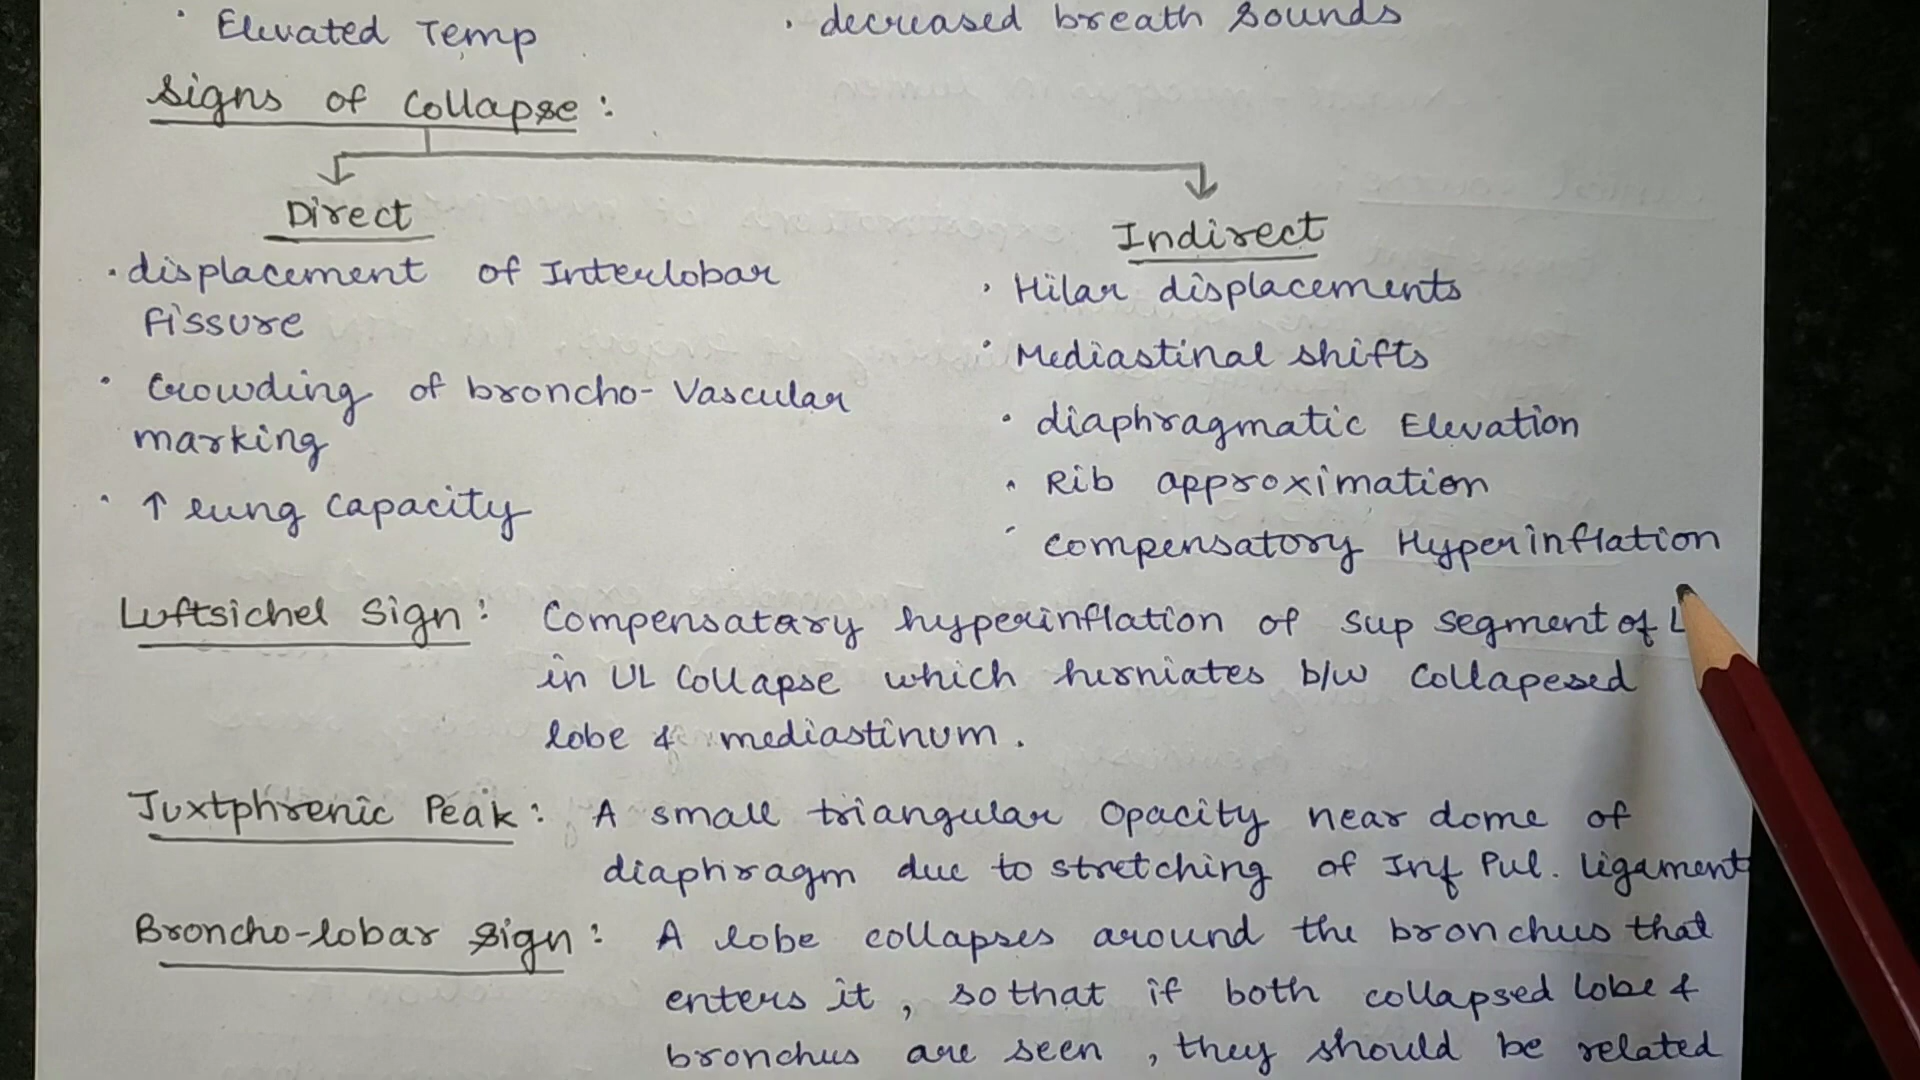 · Elevated Temp
· decreased breath sounds
Signs of Collapse :
Direct
Indirect
· displacement of Interlobar
Fissure
· Crowding of broncho-Vascular
marking
· ↑ lung capacity
· Hilar displacements
· Mediastinal shifts
· diaphragmatic Elevation
· Rib approximation
· compensatory Hyperinflation
Luftsichel Sign : Compensatary hyperinflation of sup segment of L
in UL Collapse which herniates b/w Collapesed
lobe & mediastinum.
Juxtphrenic Peak : A small triangular Opacity near dome of
diaphragm due to stretching of Inf Pul. ligament
Broncho-lobar sign : A lobe collapses around the bronchus that
enters it, so that if both collapsed lobe &
bronchus are seen, they should be related